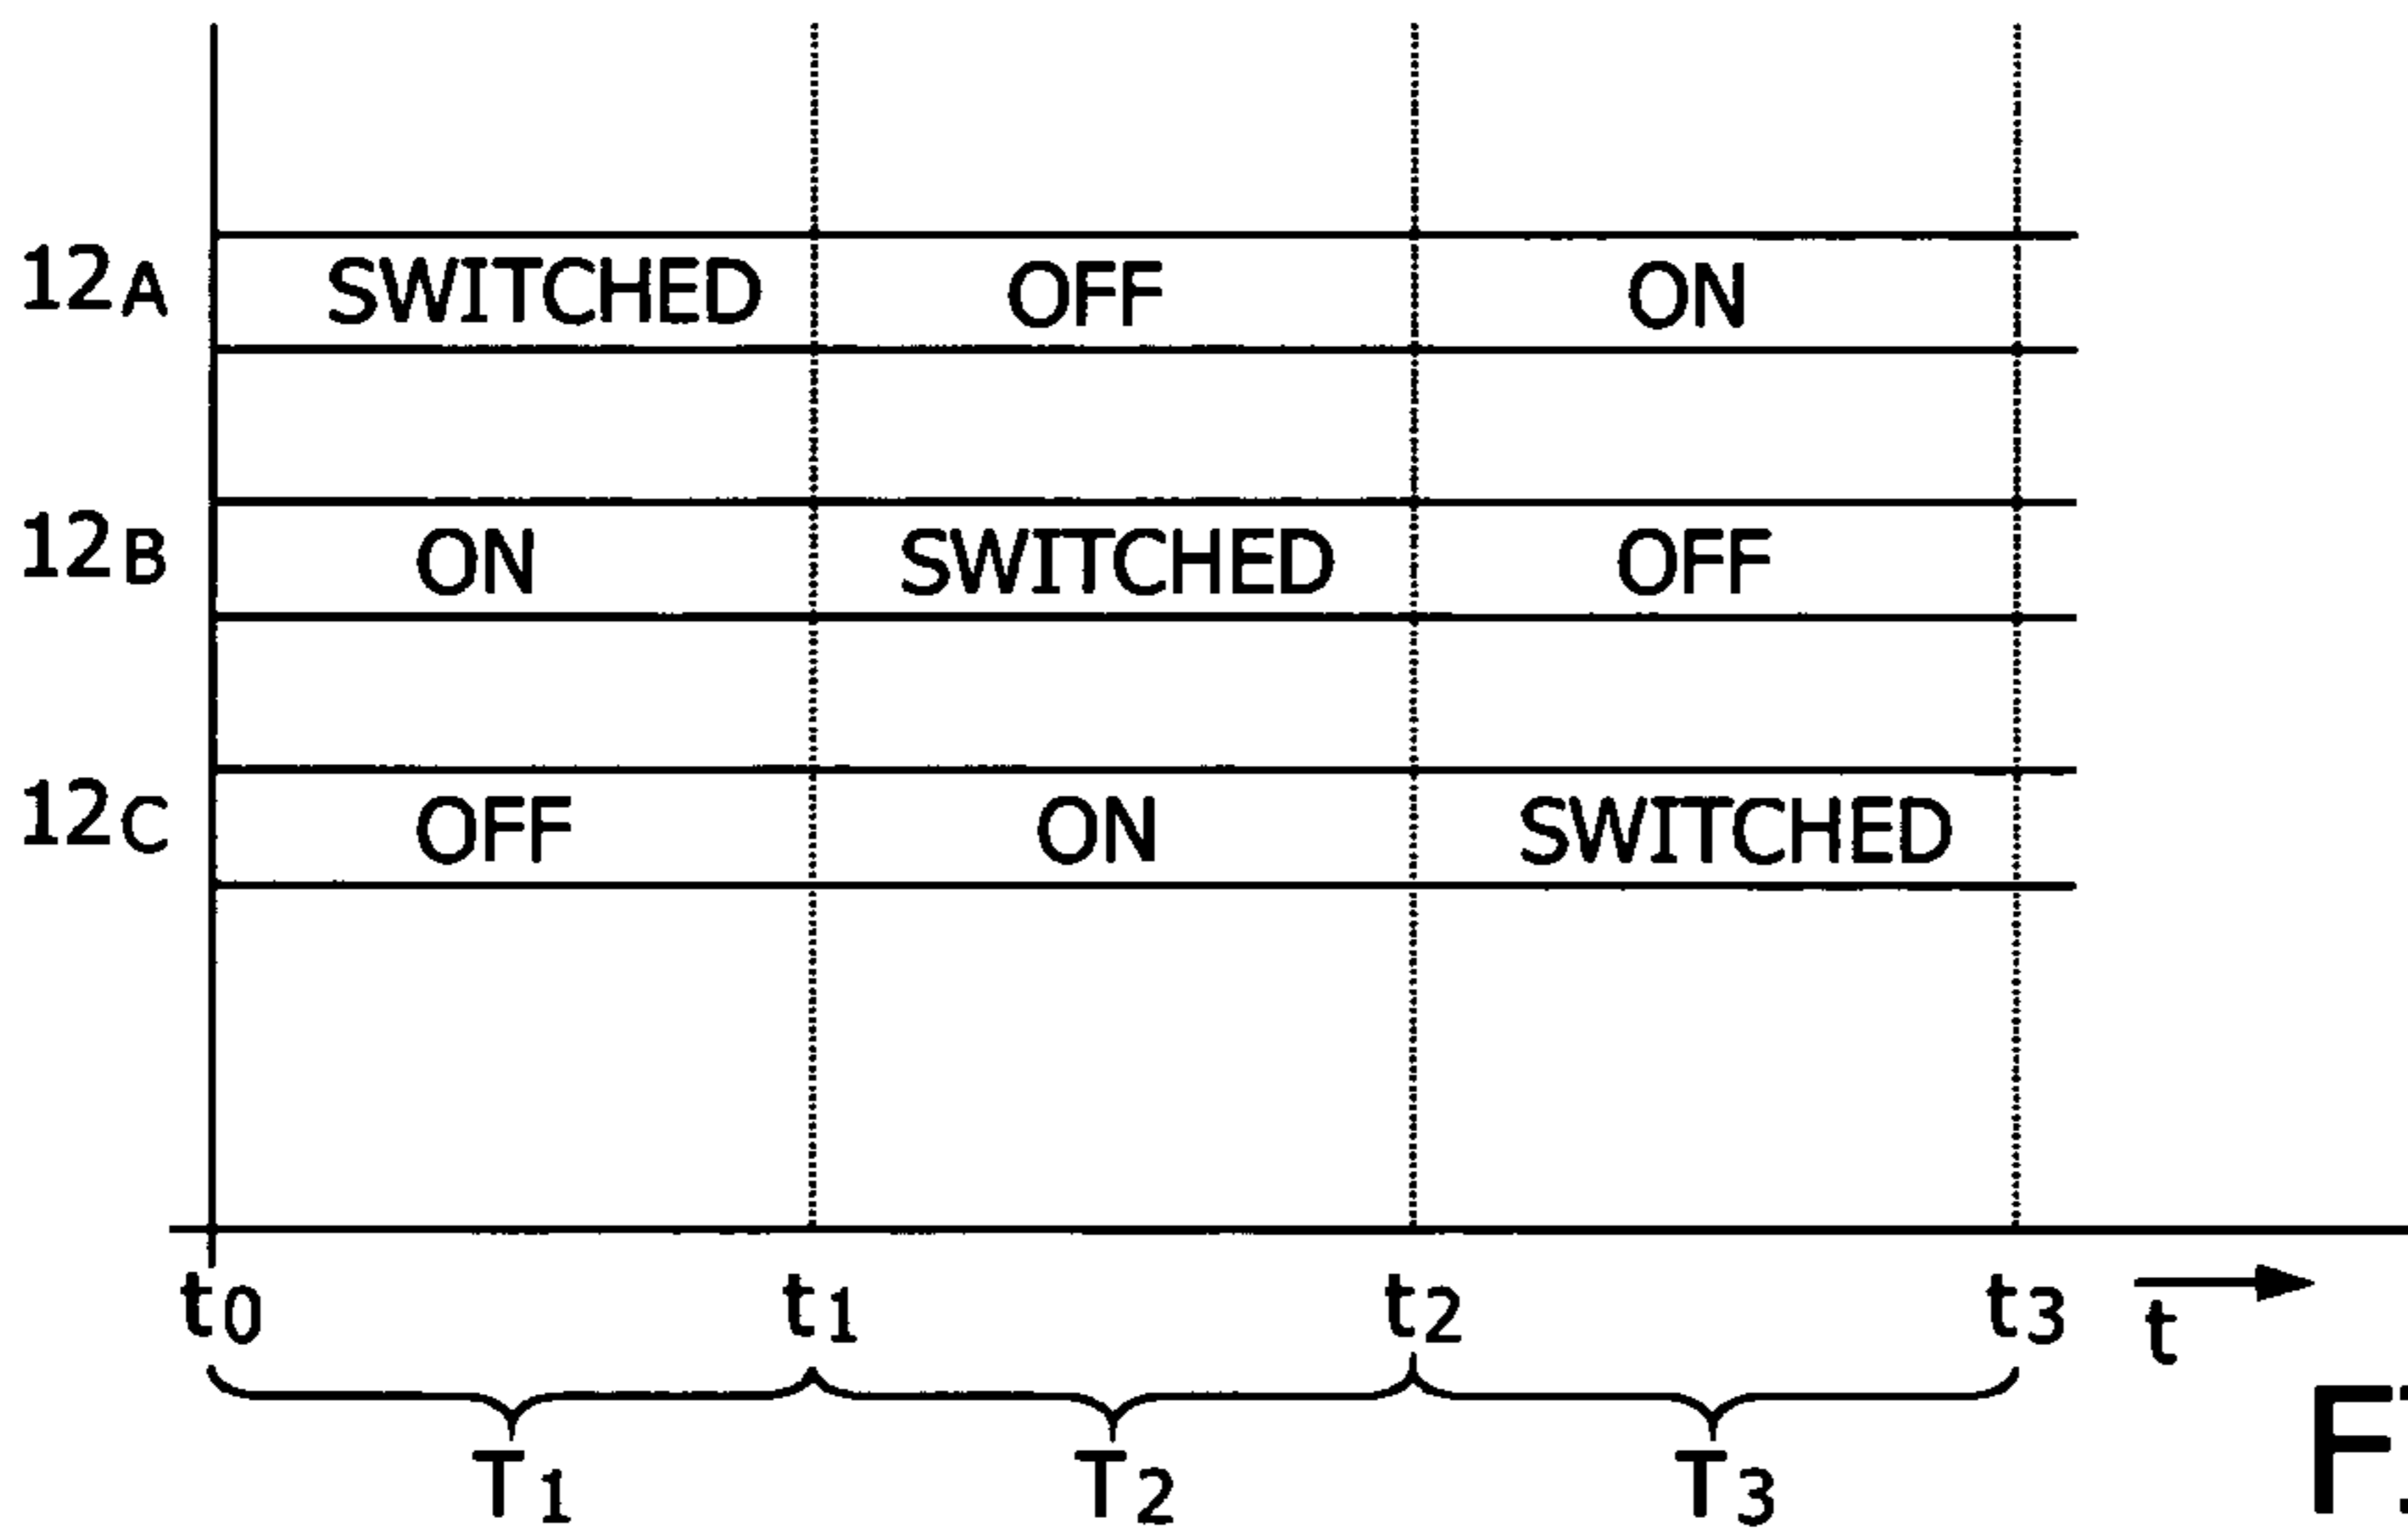 12A SWITCHED OFF ON
12B ON SWITCHED OFF
12C OFF ON SWITCHED
t0 t1 t2 t3 t
T1 T2 T3